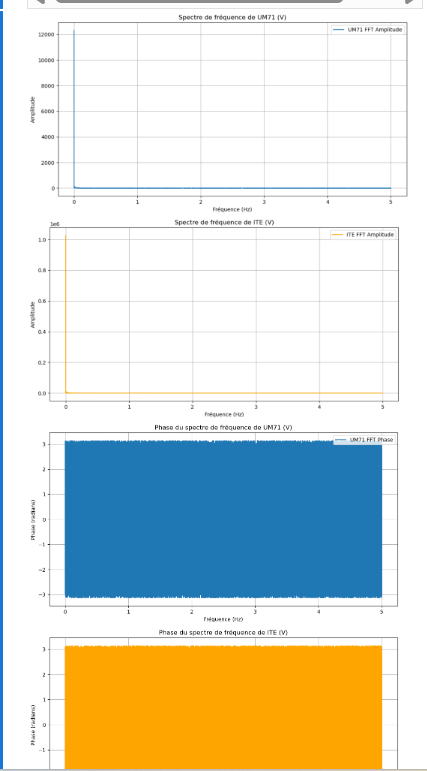 Spectre de fréquence de UM71 (V)
UM71 FFT Amplitude
12000
10000
8000
6000
4000
2000
0
Amplitude
0 1 2 3 4 5
Fréquence (Hz)
Spectre de fréquence de ITE (V)
1e6
ITE FFT Amplitude
1.0
0.8
0.6
0.4
0.2
0.0
Amplitude
0 1 2 3 4 5
Fréquence (Hz)
Phase du spectre de fréquence de UM71 (V)
UM71 FFT Phase
3
2
1
0
−1
−2
−3
Phase (radians)
0 1 2 3 4 5
Fréquence (Hz)
Phase du spectre de fréquence de ITE (V)
3
2
1
0
−1
Phase (radians)